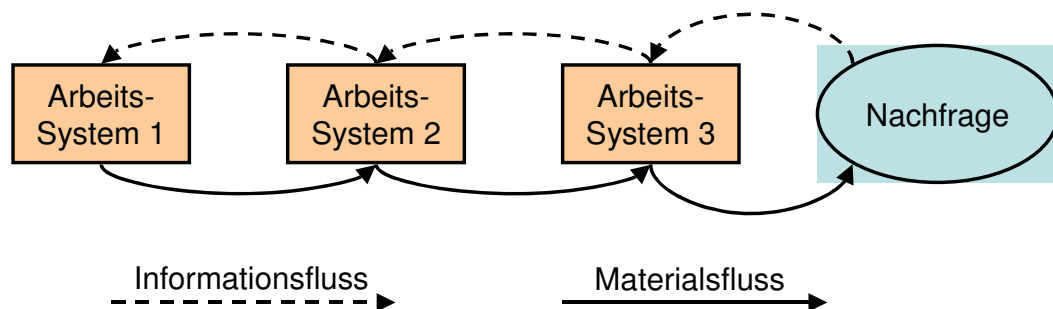 Arbeits-
System 1
Arbeits-
System 2
Arbeits-
System 3
Nachfrage
Informationsfluss
Materialsfluss